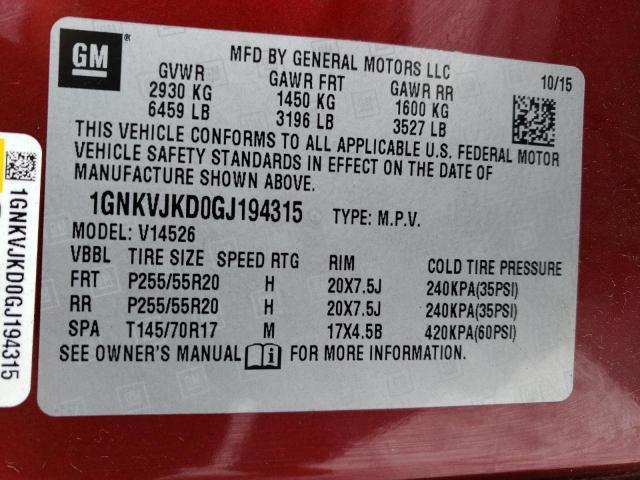 GM
MFD BY GENERAL MOTORS LLC
GVWR GAWR FRT GAWR RR 10/15
2930 KG 1450 KG 1600 KG
6459 LB 3196 LB 3527 LB
THIS VEHICLE CONFORMS TO ALL APPLICABLE U.S. FEDERAL MOTOR
VEHICLE SAFETY STANDARDS IN EFFECT ON THE DATE OF
MANUFACTURE SHOWN ABOVE.
1GNKVJKD0GJ194315 TYPE: M.P.V.
MODEL: V14526
VBBL TIRE SIZE SPEED RTG RIM COLD TIRE PRESSURE
FRT P255/55R20 H 20X7.5J 240KPA(35PSI)
RR P255/55R20 H 20X7.5J 240KPA(35PSI)
SPA T145/70R17 M 17X4.5B 420KPA(60PSI)
SEE OWNER'S MANUAL i FOR MORE INFORMATION.
1GNKVJKD0GJ194315